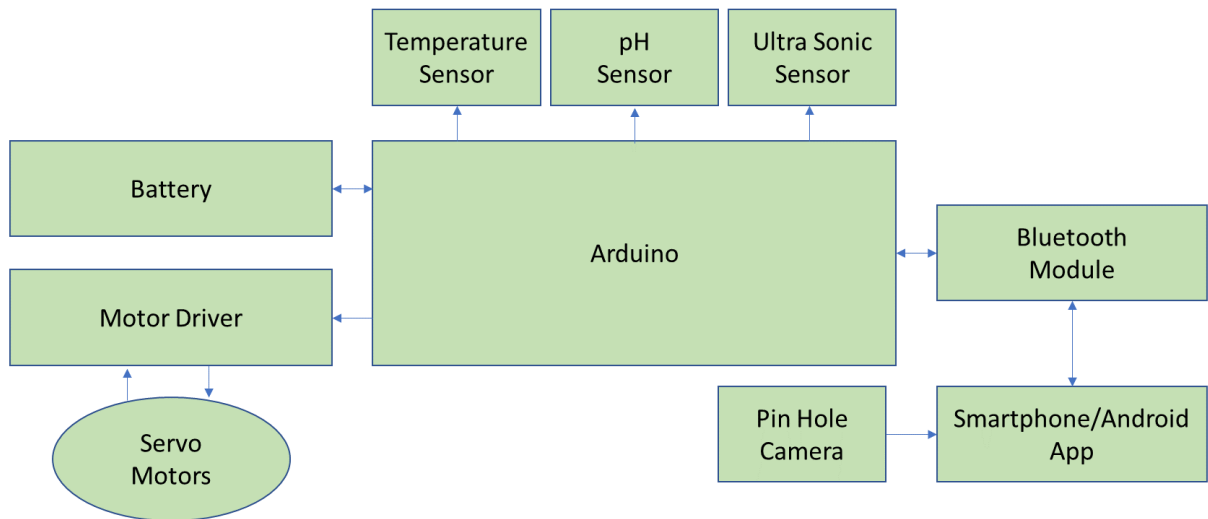 Temperature
Sensor
pH
Sensor
Ultra Sonic
Sensor
Battery
Arduino
Bluetooth
Module
Motor Driver
Pin Hole
Camera
Smartphone/Android
App
Servo
Motors